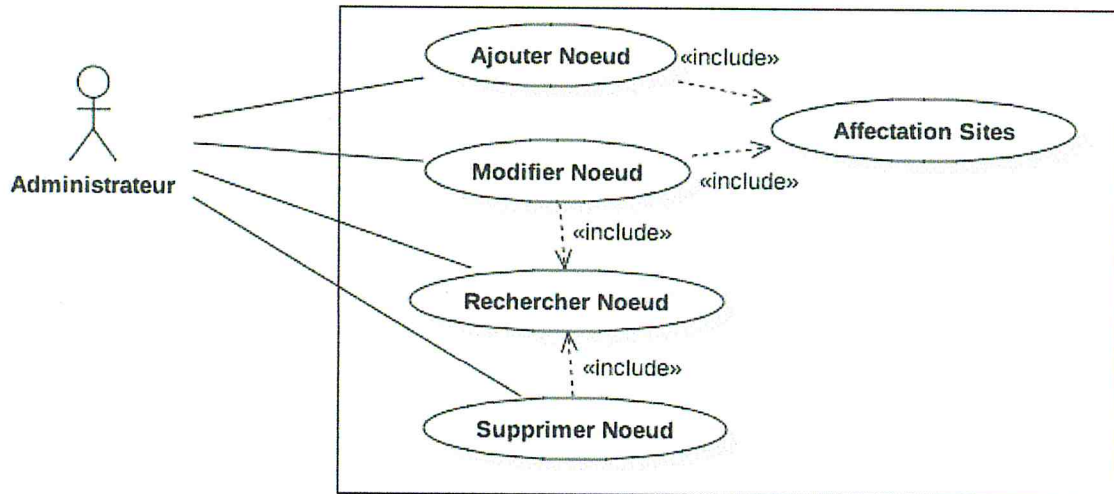 Ajouter Noeud
«include»
Affectation Sites
Administrateur
Modifier Noeud
«include»
«include»
Rechercher Noeud
«include»
Supprimer Noeud